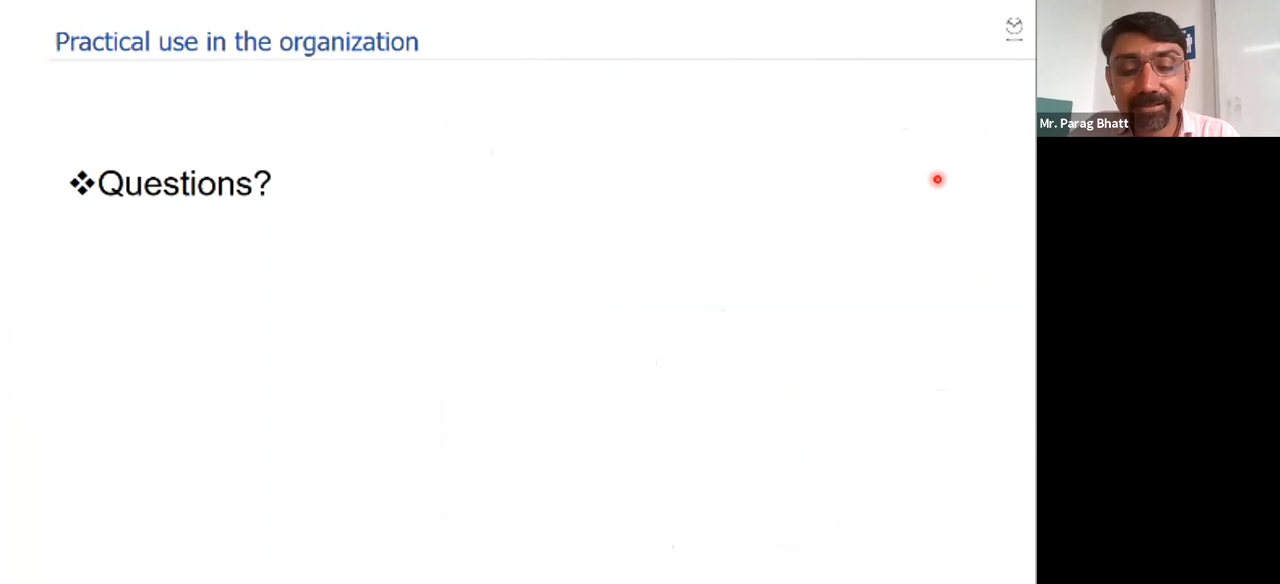 Practical use in the organization
❖Questions?
Mr. Parag Bhatt